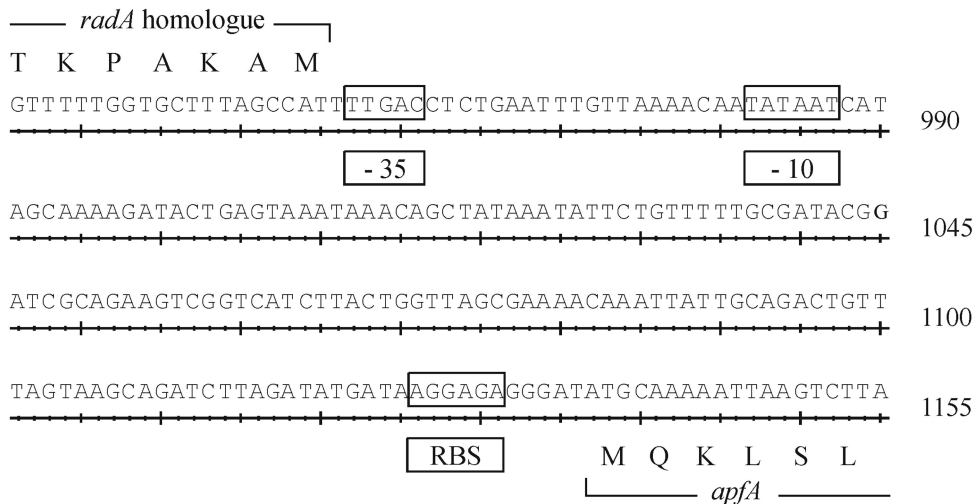 radA homologue
T K P A K A M
GTTTTTGGTGCTTTAGCCATTTTGACCTCTGAATTTGTTAAAACAATATAATCAT 990
- 35 - 10
AGCAAAAGATACTGAGTAAATAAACAGCTATAAATATTCTGTTTTTGCGATACGG 1045
ATCGCAGAAGTCGGTCATCTTACTGGTTAGCGAAAACAAATTATTGCAGACTGTT 1100
TAGTAAGCAGATCTTAGATATGATAAGGAGAGGGATATGCAAAAATTAAGTCTTA 1155
RBS M Q K L S L
apfA